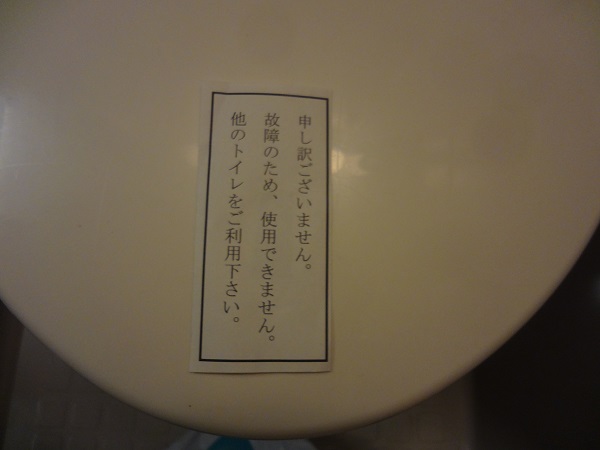 申し訳ございません。
故障のため、使用できません。
他のトイレをご利用下さい。